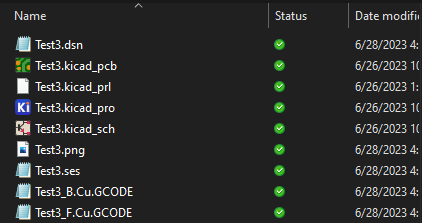 Name Status Date modifie
Test3.dsn 6/28/2023 4:
Test3.kicad_pcb 6/26/2023 10
Test3.kicad_prl 6/26/2023 1:
Ki Test3.kicad_pro 6/26/2023 10
Test3.kicad_sch 6/26/2023 10
Test3.png 6/28/2023 4:
Test3.ses 6/28/2023 4:
Test3_B.Cu.GCODE 6/28/2023 4:
Test3_F.Cu.GCODE 6/28/2023 4: